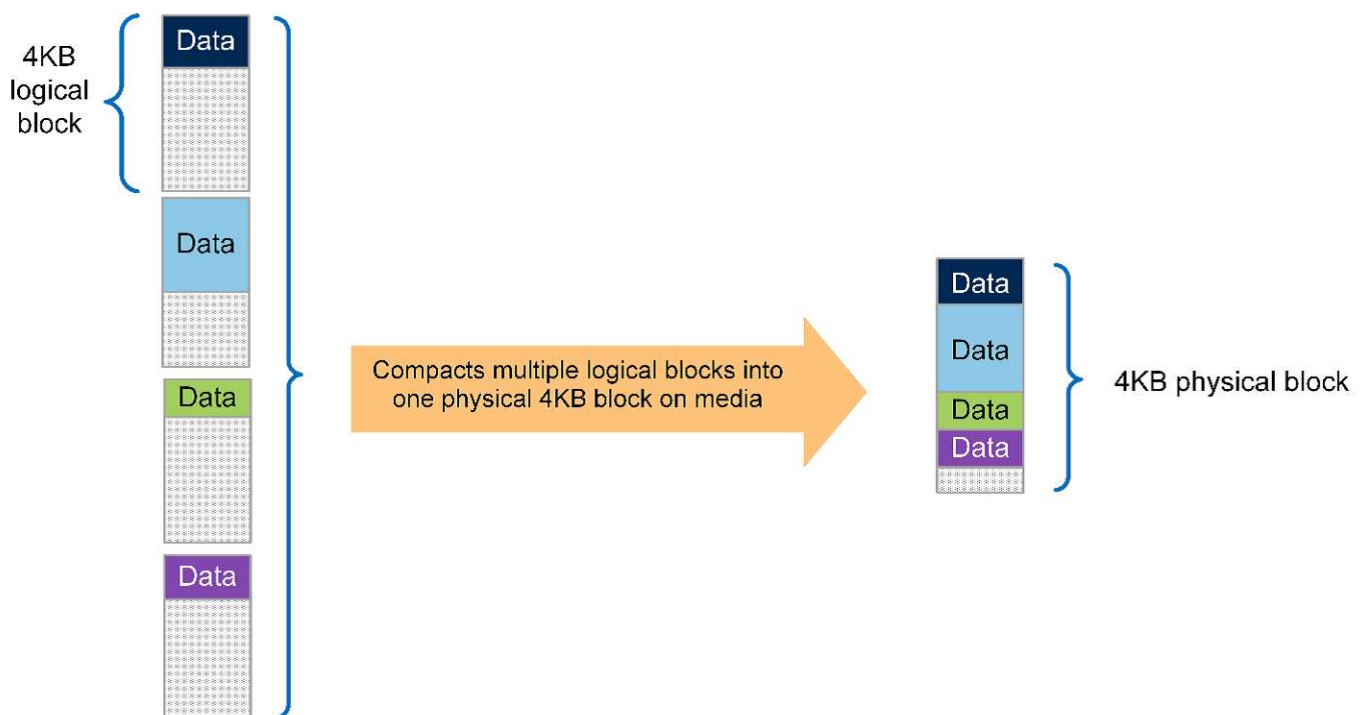 4KB
logical
block
Data
Data
Data
Data
Compacts multiple logical blocks into
one physical 4KB block on media
Data
Data
Data
Data
4KB physical block